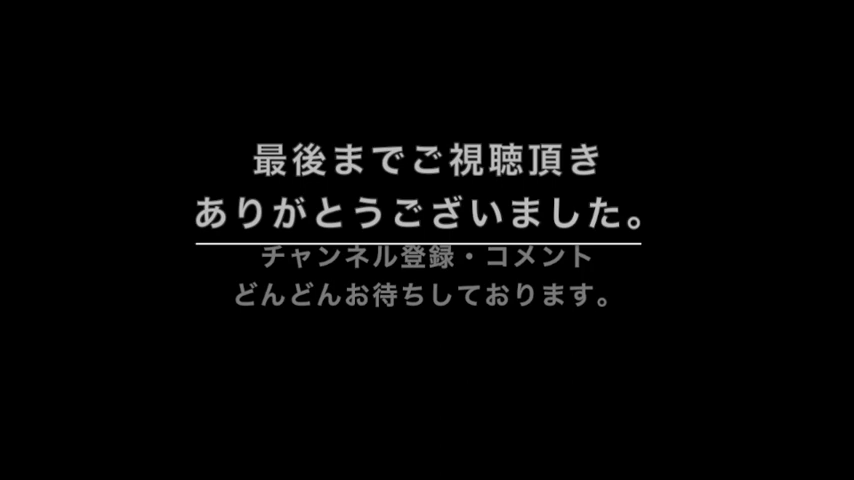 最後までご視聴頂き
ありがとうございました。
チャンネル登録・コメント
どんどんお待ちしております。